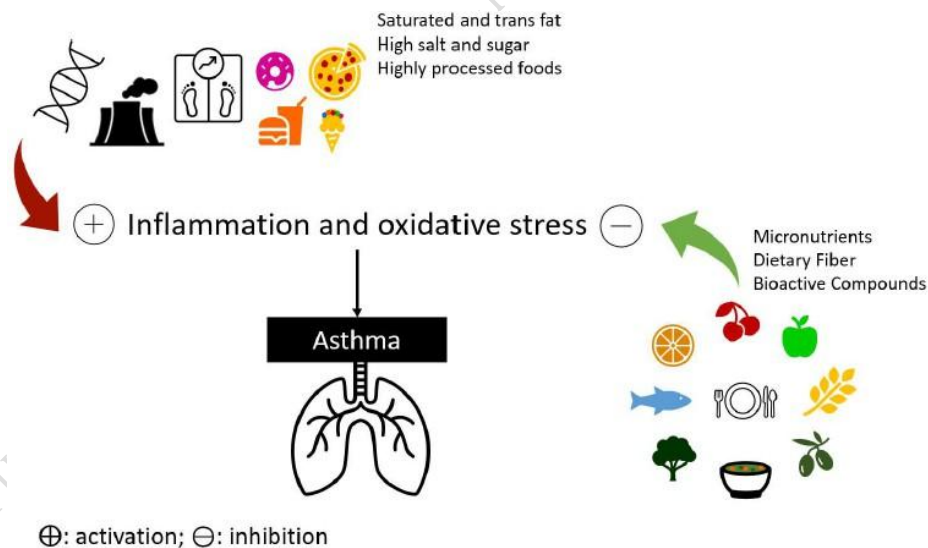 Saturated and trans fat
High salt and sugar
Highly processed foods
⊕ Inflammation and oxidative stress ⊖
Micronutrients
Dietary Fiber
Bioactive Compounds
Asthma
⊕: activation; ⊖: inhibition